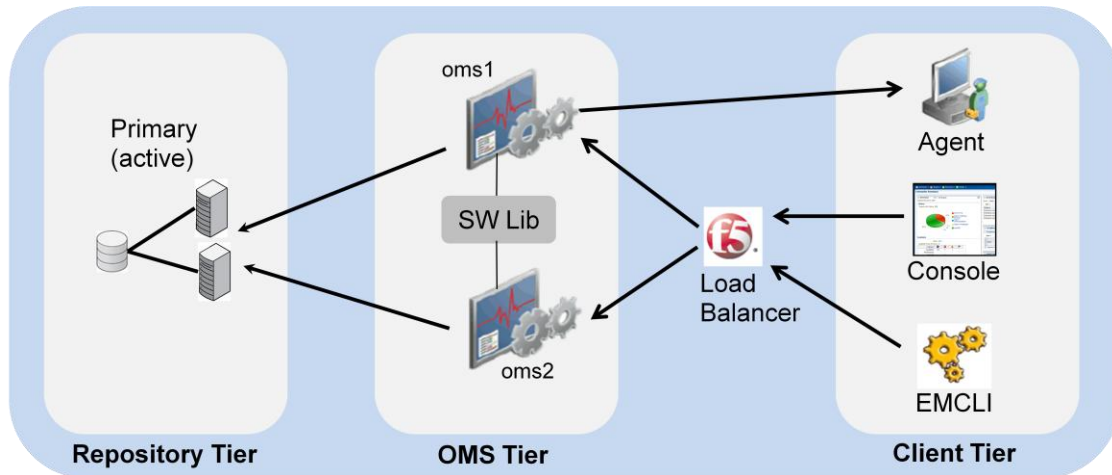 oms1
Primary
(active)
Agent
SW Lib
f5.
Load
Balancer
Console
oms2
EMCLI
Repository Tier
OMS Tier
Client Tier